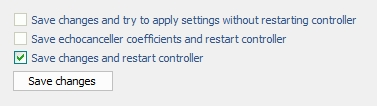 Save changes and try to apply settings without restarting controller
Save echocanceller coefficients and restart controller
Save changes and restart controller
Save changes